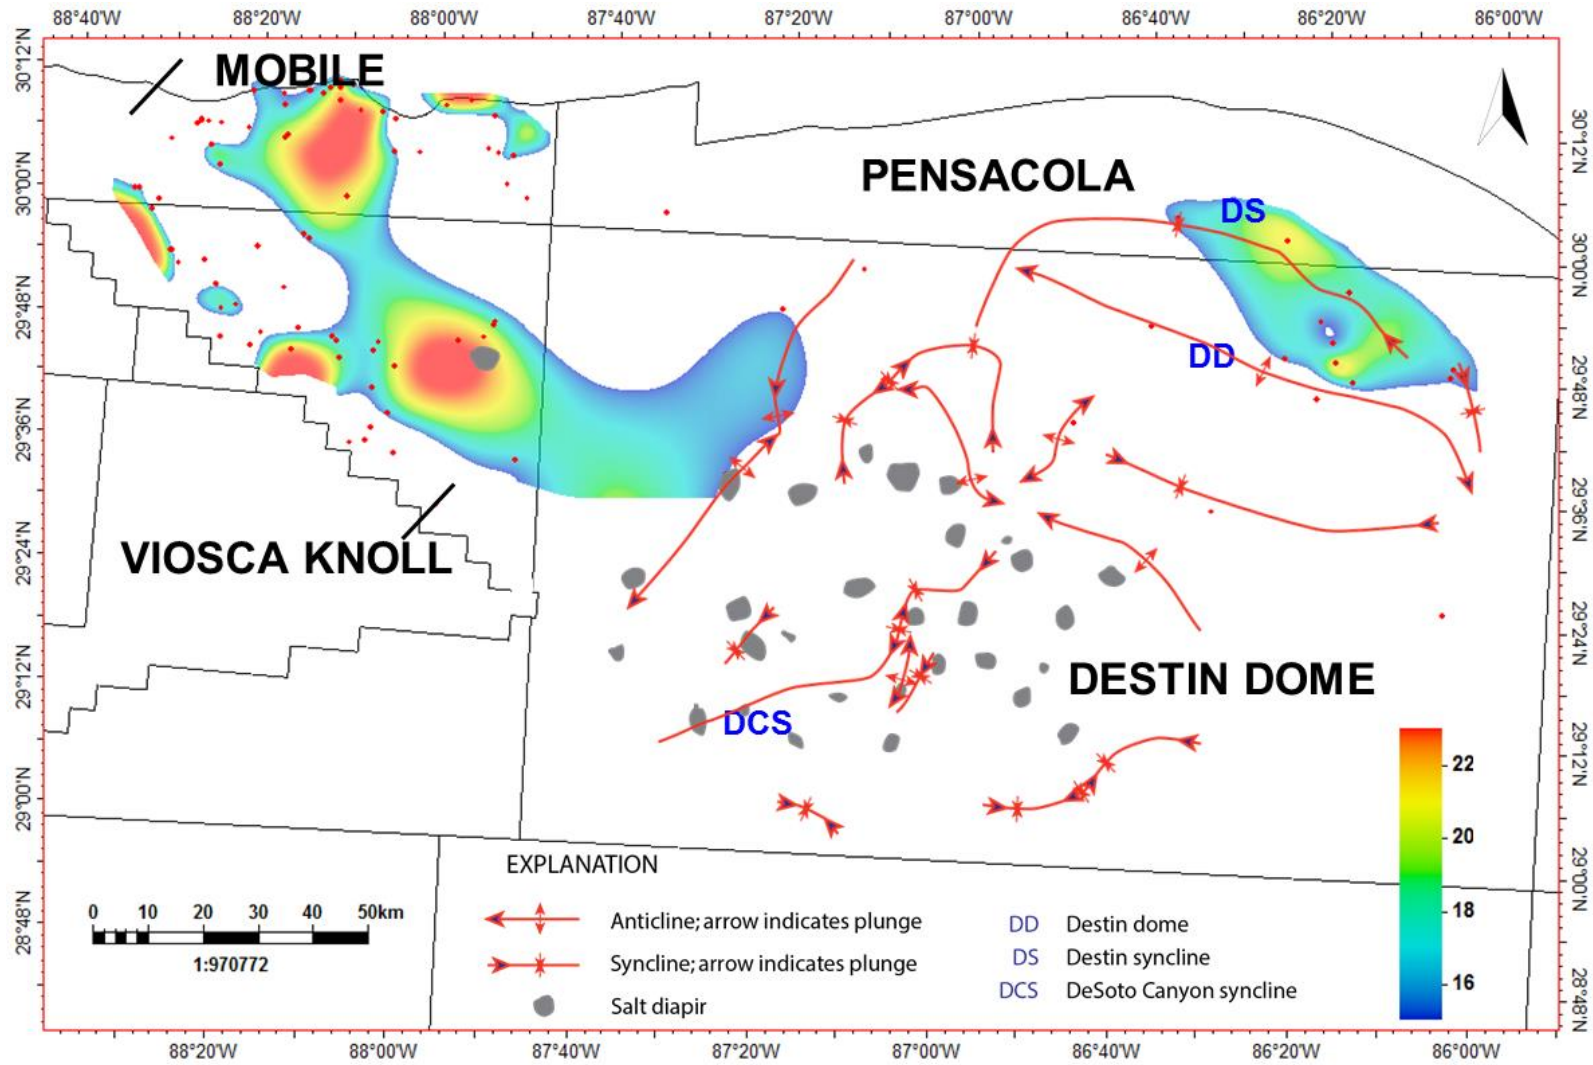 88°40'W 88°20'W 88°00'W 87°40'W 87°20'W 87°00'W 86°40'W 86°20'W 86°00'W
30°12'N
30°00'N
29°48'N
29°36'N
29°24'N
29°12'N
29°00'N
28°48'N
MOBILE
PENSACOLA
DS
DD
VIOSCA KNOLL
DESTIN DOME
DCS
30°12'N
30°00'N
29°48'N
29°36'N
29°24'N
29°12'N
29°00'N
28°48'N
22
20
18
16
EXPLANATION
Anticline; arrow indicates plunge
Syncline; arrow indicates plunge
Salt diapir
DD Destin dome
DS Destin syncline
DCS DeSoto Canyon syncline
0 10 20 30 40 50km
1:970772
88°20'W 88°00'W 87°40'W 87°20'W 87°00'W 86°40'W 86°20'W 86°00'W